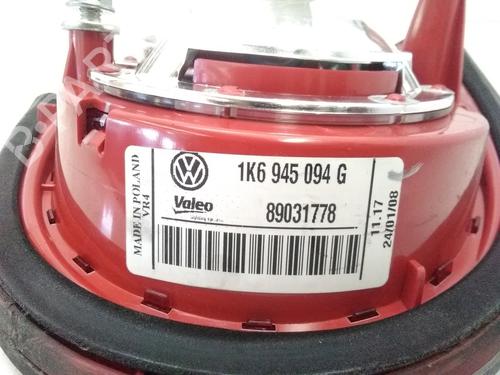 1K6 945 094 G
Valeo
89031778
MADE IN POLAND
VR4
11.17
24/01/08